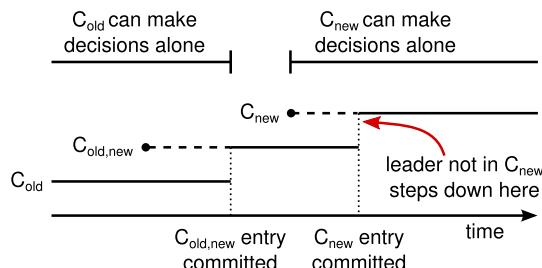 C_old can make
decisions alone
C_new can make
decisions alone
C_new
C_old,new
C_old
leader not in C_new
steps down here
time
C_old,new entry
committed
C_new entry
committed